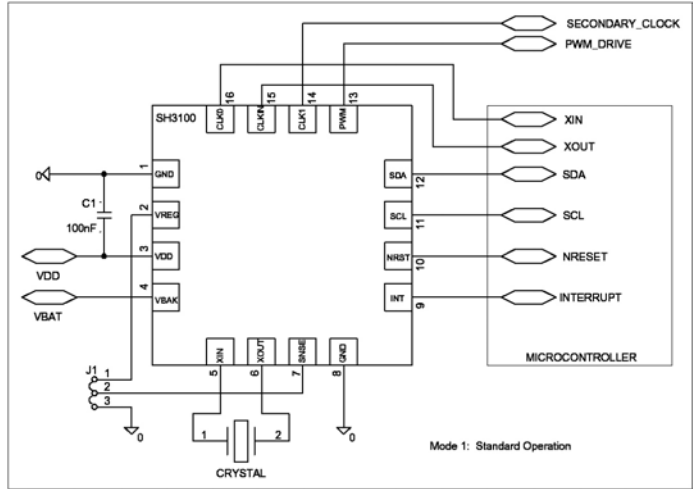 SECONDARY_CLOCK
PWM_DRIVE
16
15
14
13
SH3100
CLK0
CLKIN
CLK1
PWM
XIN
XOUT
0
1
GND
SDA
12
SDA
C1
100nF
2
VREG
SCL
11
SCL
3
VDD
NRST
10
NRESET
VDD
4
VBAK
INT
9
INTERRUPT
VBAT
XIN
XOUT
SNSE
GND
MICROCONTROLLER
J1
1
2
3
5
6
7
8
0
0
1
2
CRYSTAL
Mode 1: Standard Operation